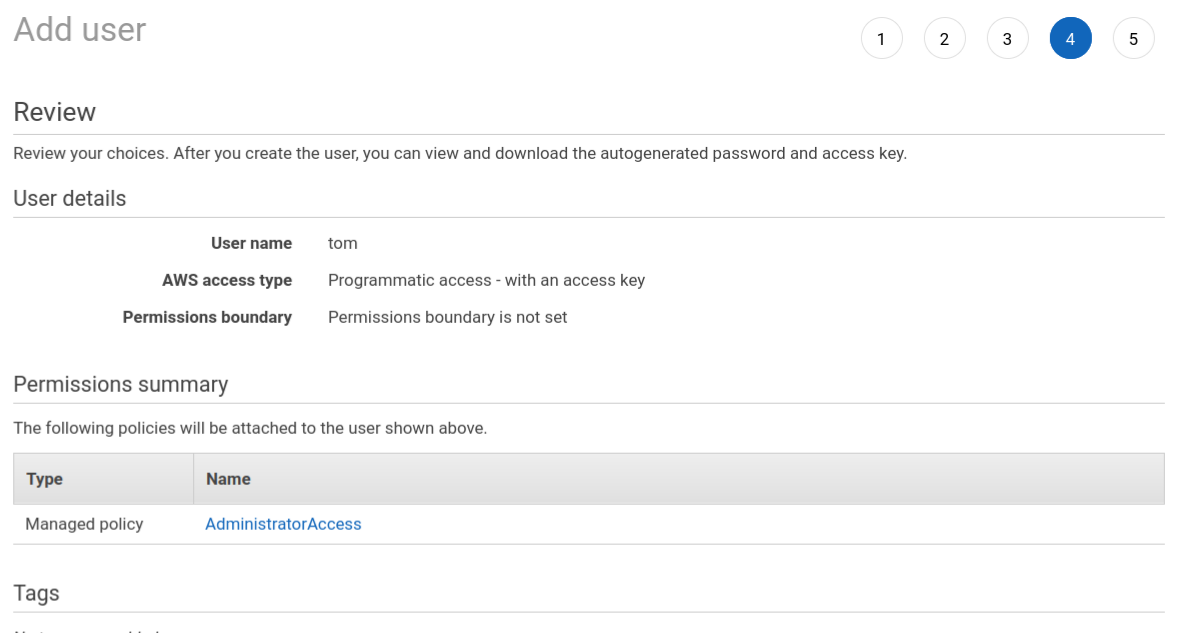 Add user
1 2 3 4 5
Review
Review your choices. After you create the user, you can view and download the autogenerated password and access key.
User details
User name tom
AWS access type Programmatic access - with an access key
Permissions boundary Permissions boundary is not set
Permissions summary
The following policies will be attached to the user shown above.
Type Name
Managed policy AdministratorAccess
Tags